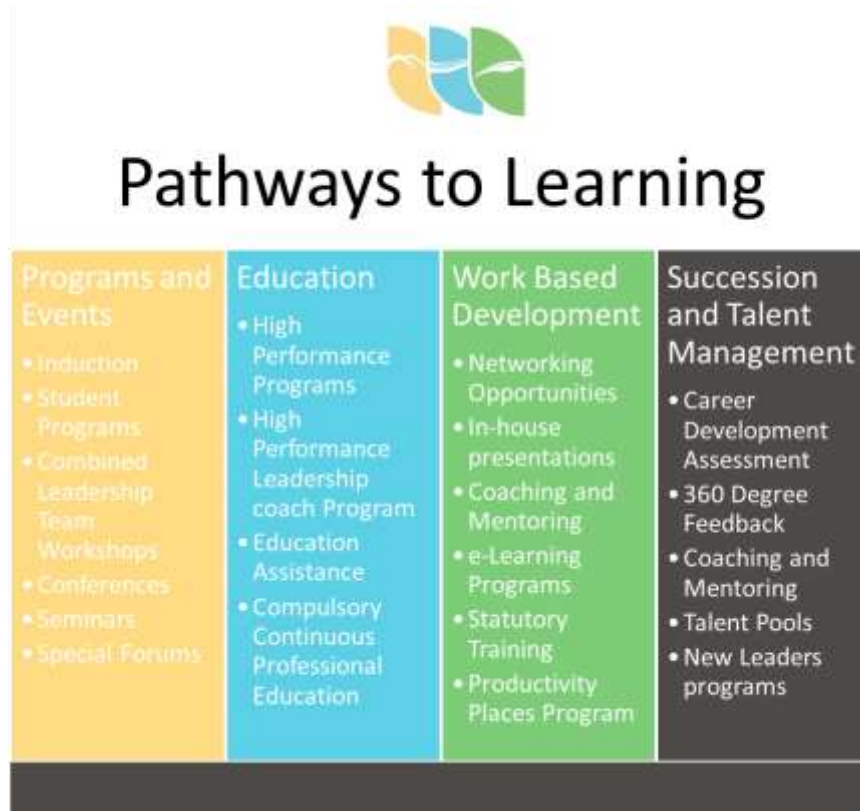 Pathways to Learning
Programs and
Events
• Induction
• Student
Programs
• Combined
Leadership
Team
Workshops
• Conferences
• Seminars
• Special Forums
Education
• High
Performance
Programs
• High
Performance
Leadership
coach Program
• Education
Assistance
• Compulsory
Continuous
Professional
Education
Work Based
Development
• Networking
Opportunities
• In-house
presentations
• Coaching and
Mentoring
• e-Learning
Programs
• Statutory
Training
• Productivity
Places Program
Succession
and Talent
Management
• Career
Development
Assessment
• 360 Degree
Feedback
• Coaching and
Mentoring
• Talent Pools
• New Leaders
programs